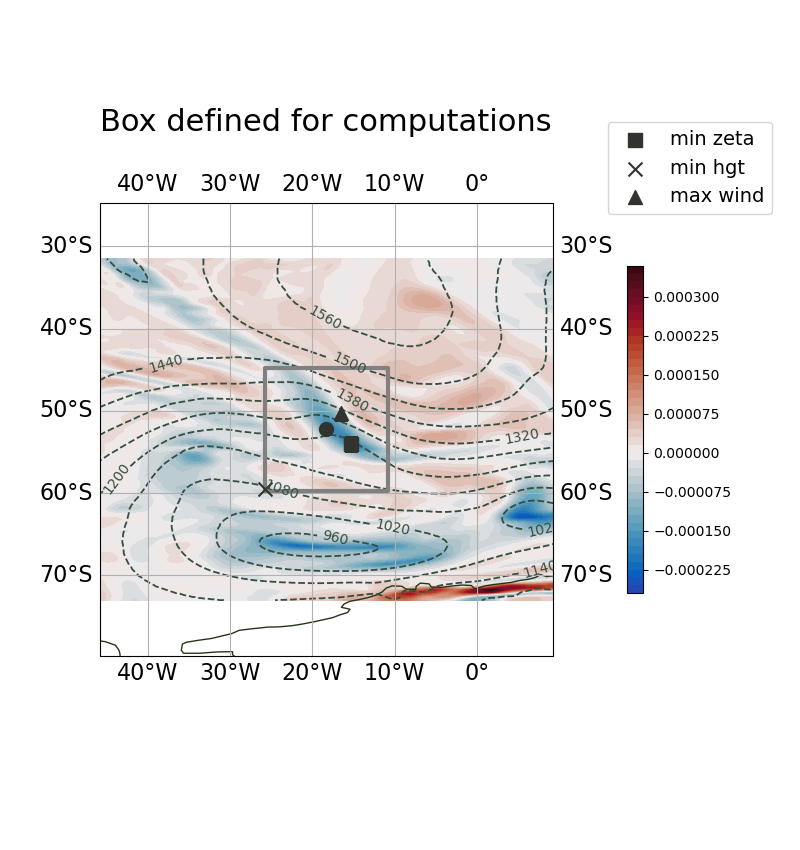 Box defined for computations
min zeta
min hgt
max wind
40°W 30°W 20°W 10°W 0°
30°S 30°S
40°S 40°S
50°S 50°S
60°S 60°S
70°S 70°S
1560
1500
1440
1380
1320
1200
1080
1020
960
102
1140
40°W 30°W 20°W 10°W 0°
0.000300
0.000225
0.000150
0.000075
0.000000
−0.000075
−0.000150
−0.000225